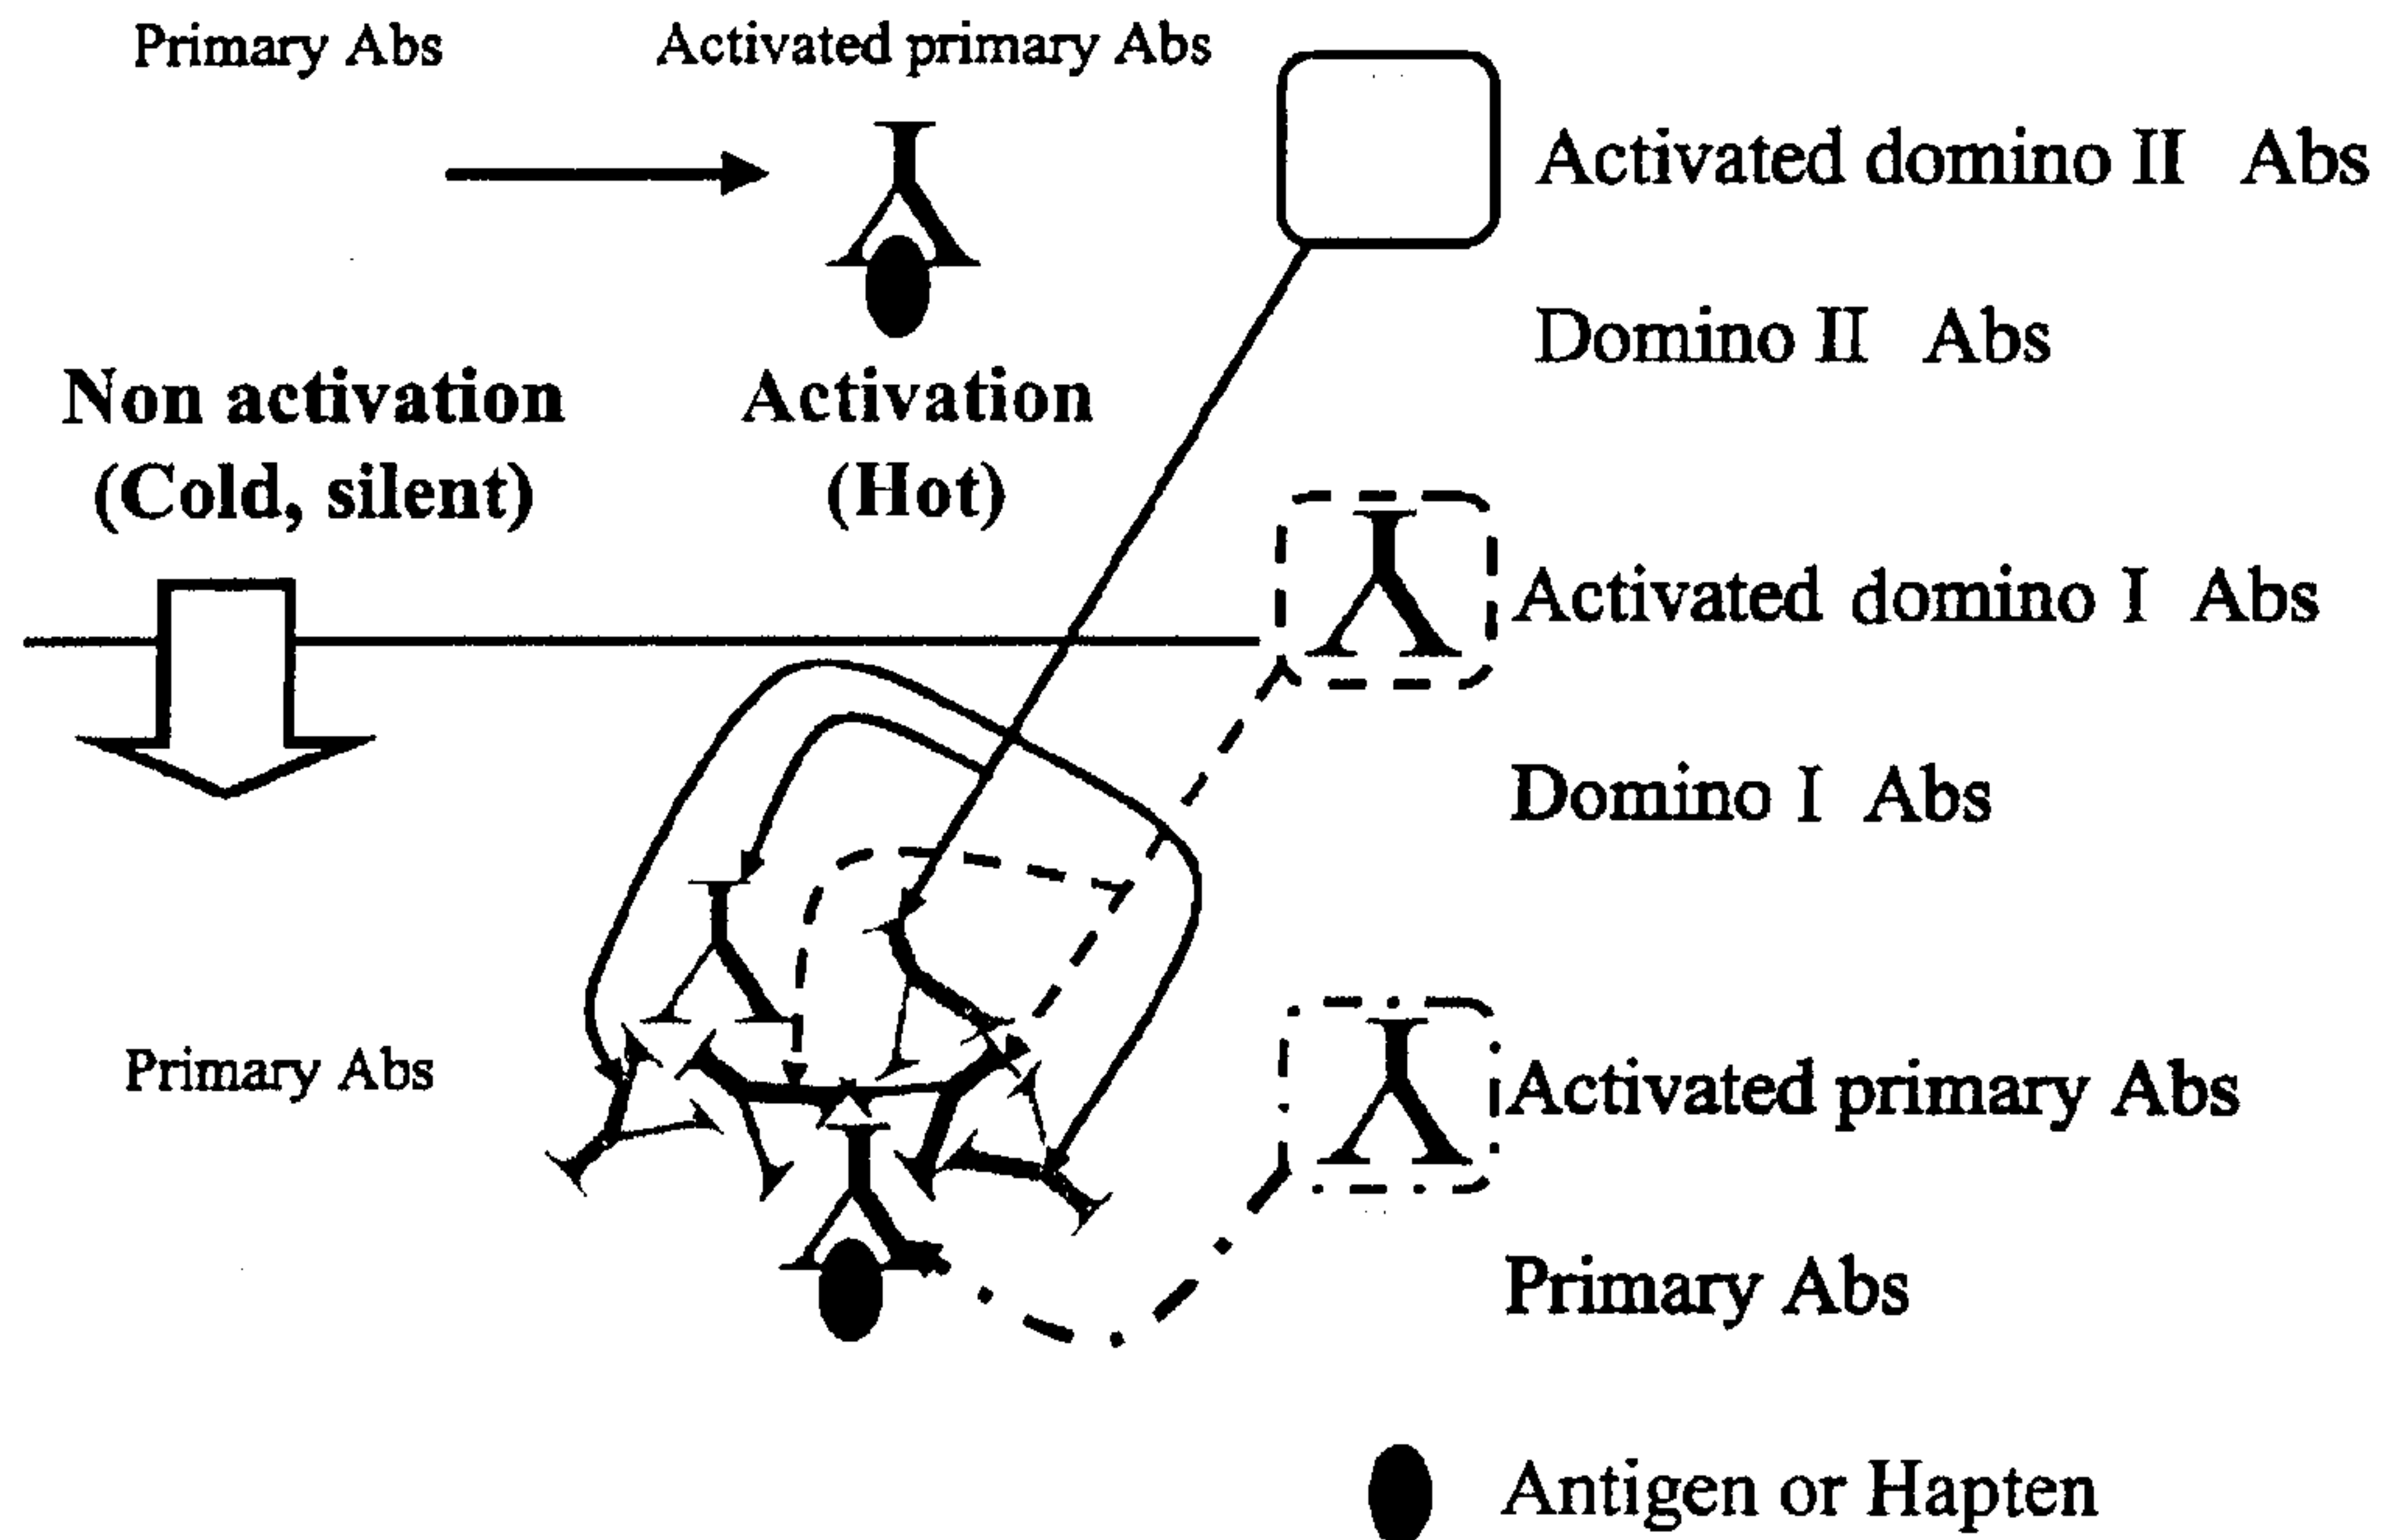 Primary Abs
Activated primary Abs
Activated domino II Abs
Domino II Abs
Non activation
(Cold, silent)
Activation
(Hot)
Activated domino I Abs
Domino I Abs
Primary Abs
Activated primary Abs
Primary Abs
Antigen or Hapten